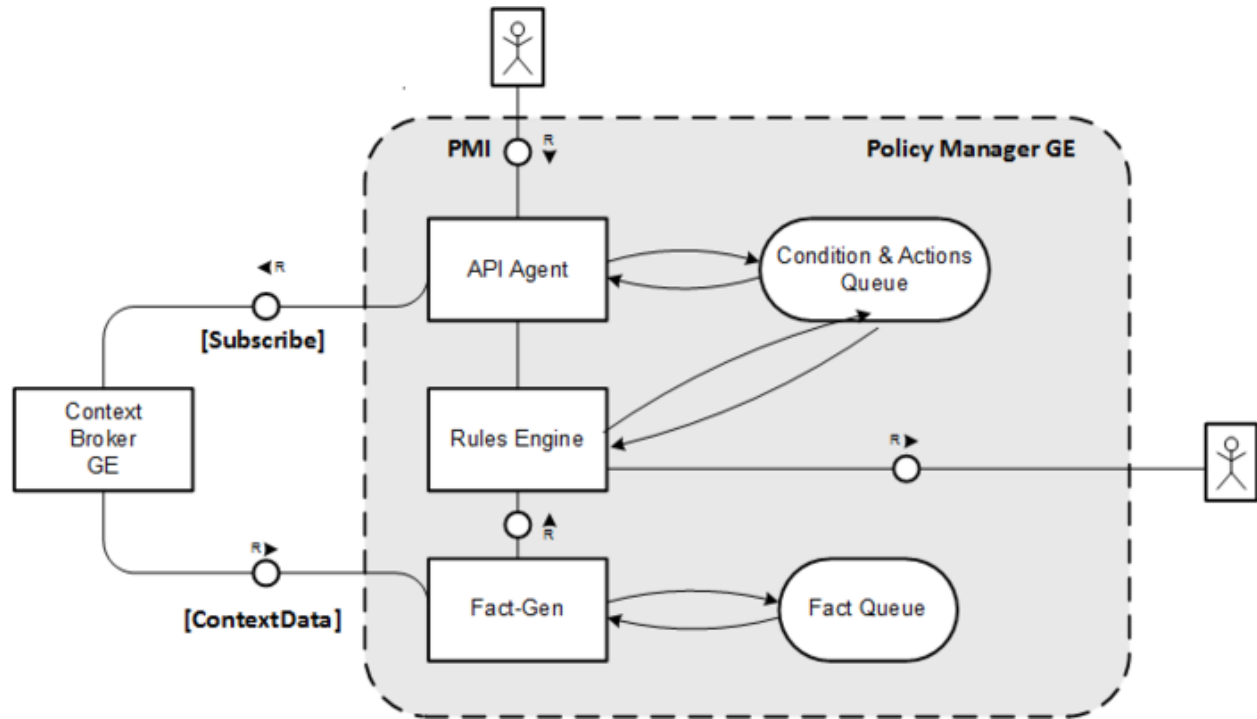 PMI
R
Policy Manager GE
API Agent
Condition & Actions
Queue
R
[Subscribe]
Context
Broker
GE
Rules Engine
R
R
R
[ContextData]
Fact-Gen
Fact Queue